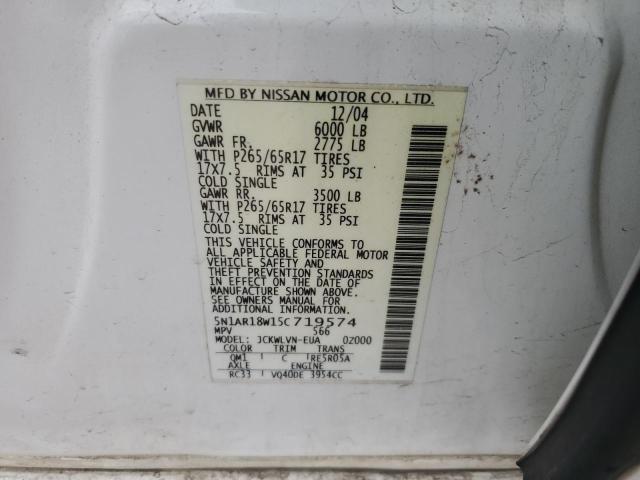 MFD BY NISSAN MOTOR CO., LTD.
DATE 12/04
GVWR 6000 LB
GAWR FR. 2775 LB
WITH P265/65R17 TIRES
17X7.5 RIMS AT 35 PSI
COLD SINGLE
GAWR RR. 3500 LB
WITH P265/65R17 TIRES
17X7.5 RIMS AT 35 PSI
COLD SINGLE
THIS VEHICLE CONFORMS TO
ALL APPLICABLE FEDERAL MOTOR
VEHICLE SAFETY AND
THEFT PREVENTION STANDARDS
IN EFFECT ON THE DATE OF
MANUFACTURE SHOWN ABOVE.
SEE OWNERS MANUAL FOR
ADDITIONAL INFORMATION.
5N1AR18W15C719574
MPV 566
MODEL: JCKWLVN-EUA 0Z000
COLOR TRIM TRANS
QM1 C RE5R05A
AXLE ENGINE
RC33 VQ40DE 3954CC